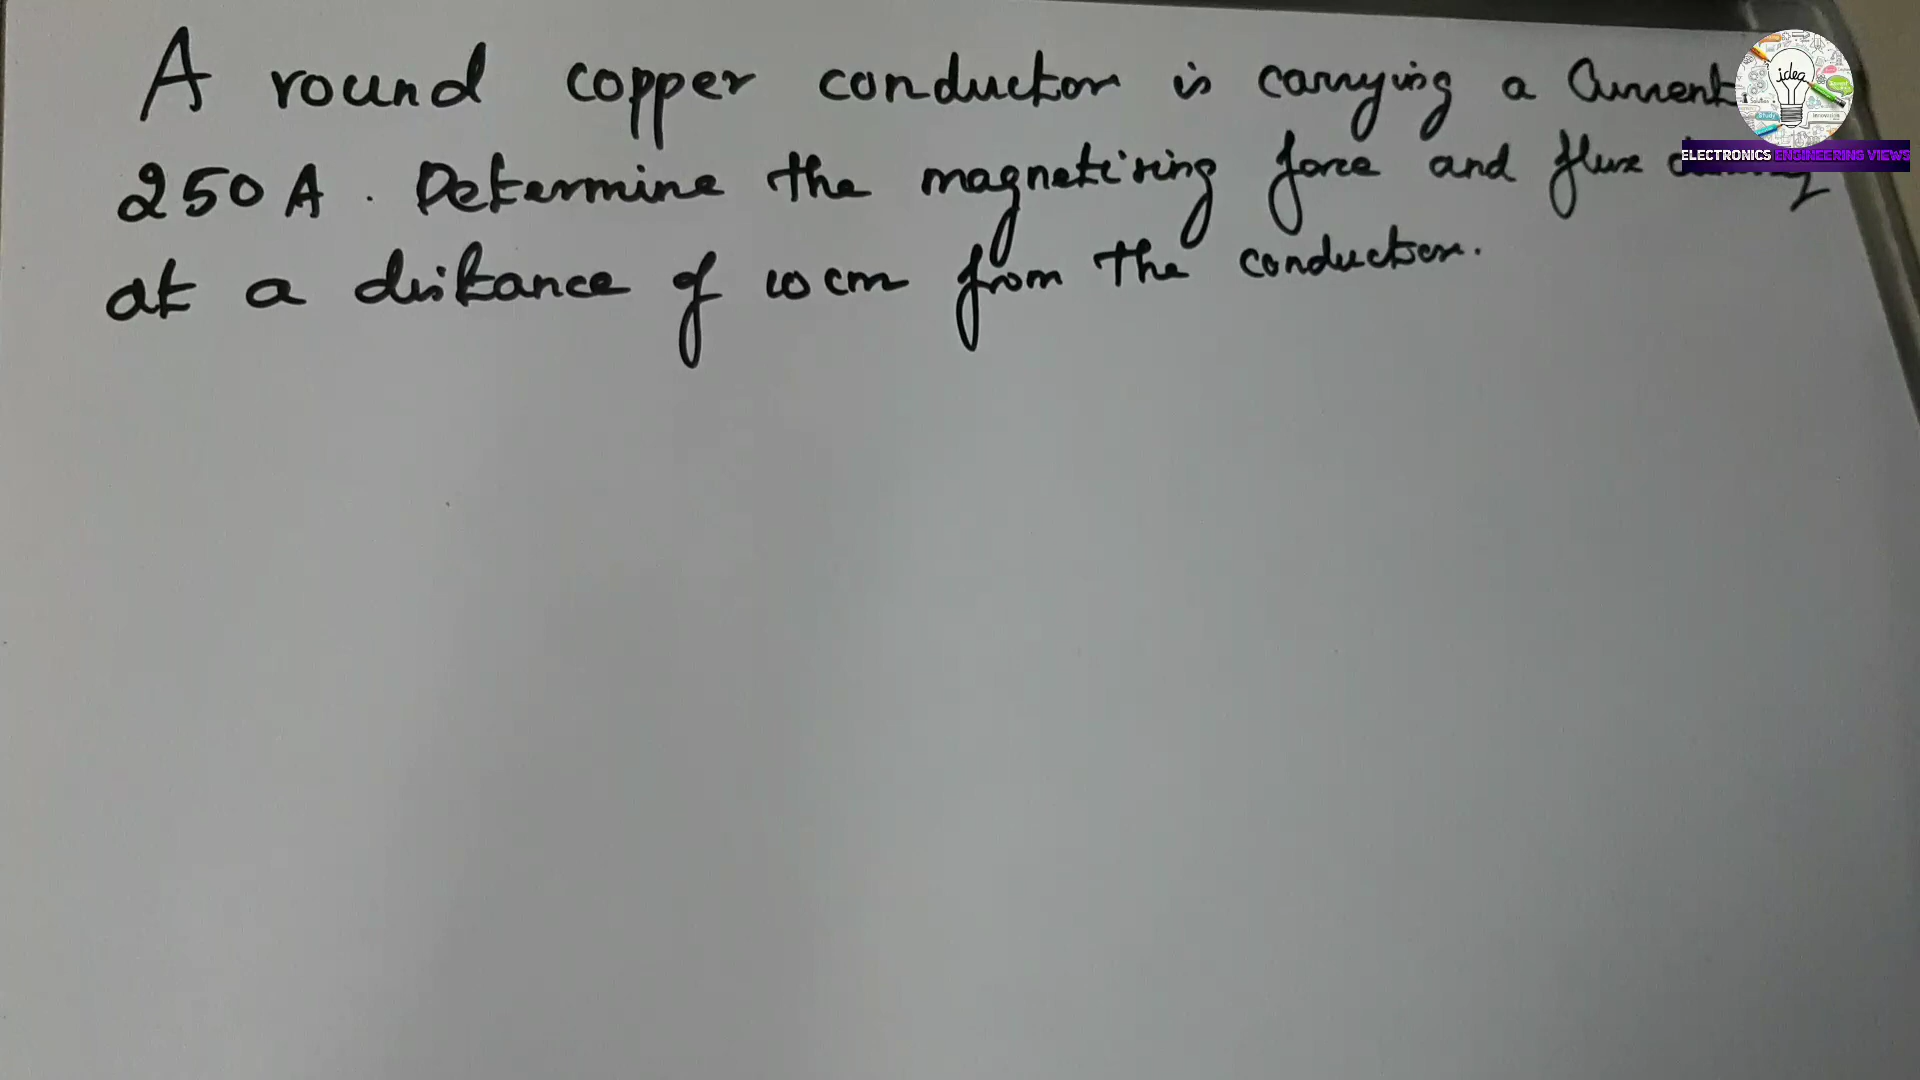 A round copper conductor is carrying a Current
250 A. Determine the magnetising force and flux
at a distance of 10 cm from the conductor.
idea
ELECTRONICS ENGINEERING VIEWS